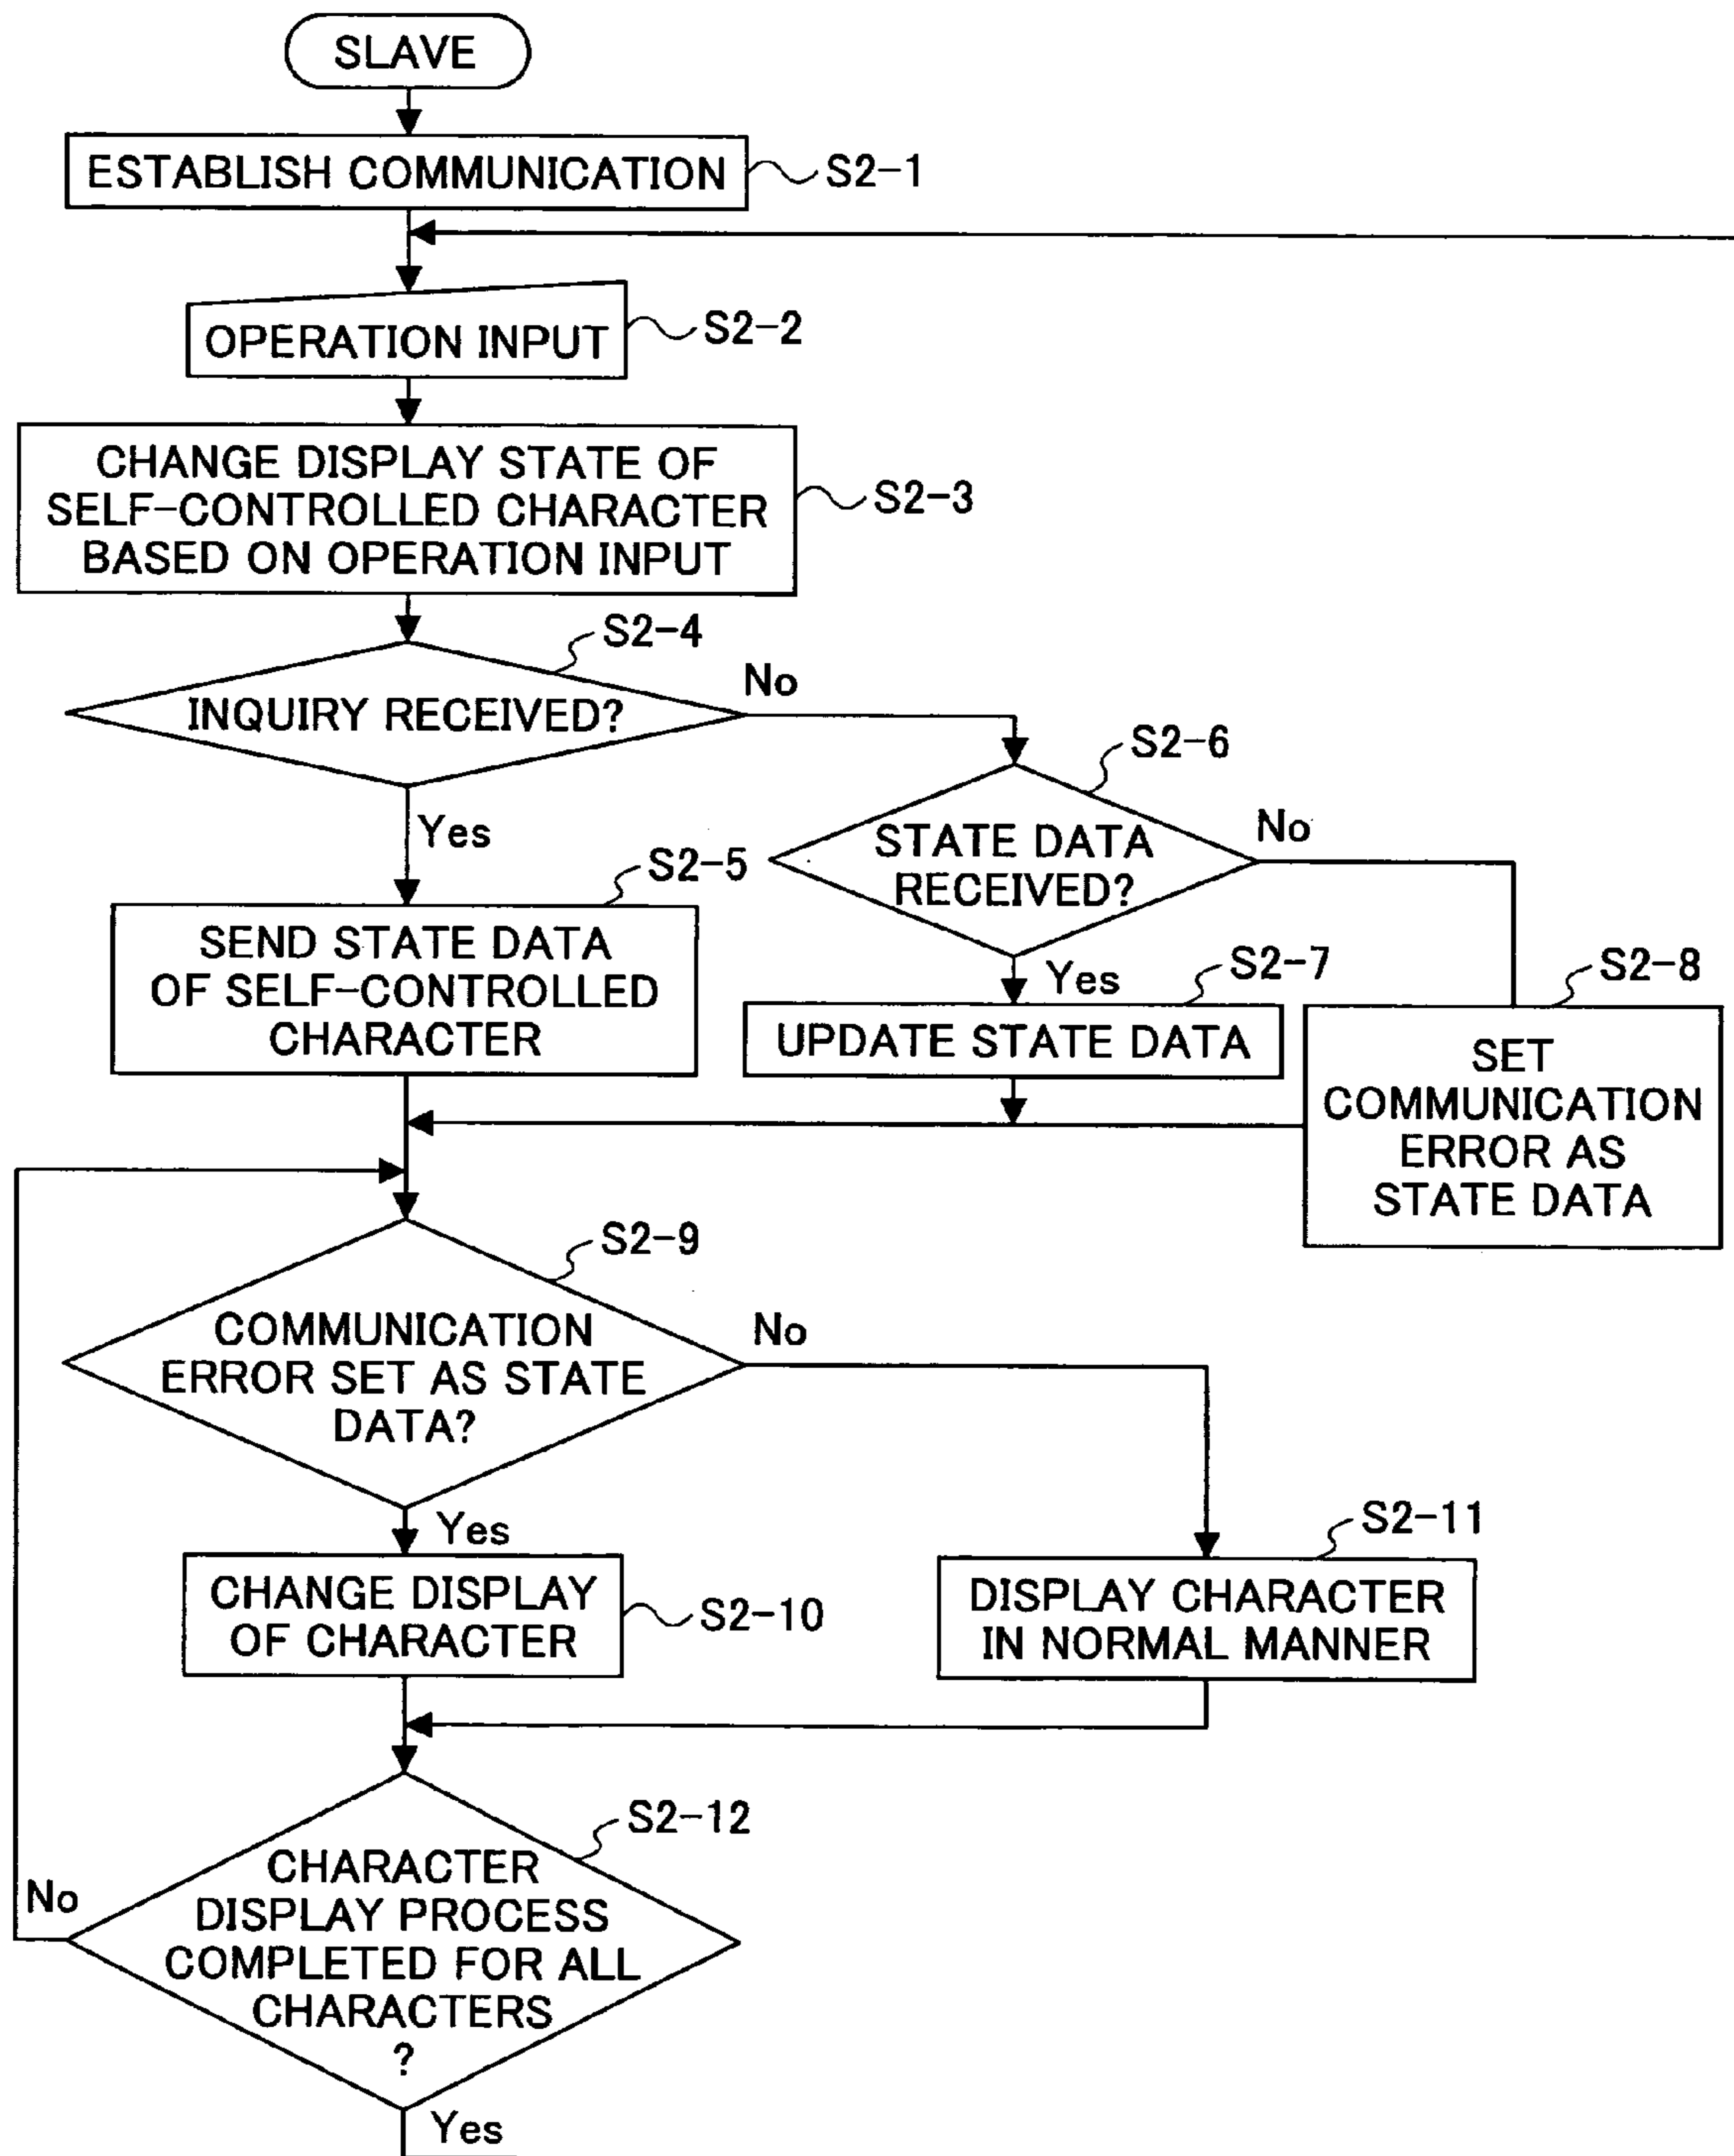 SLAVE
ESTABLISH COMMUNICATION
S2-1
OPERATION INPUT
S2-2
CHANGE DISPLAY STATE OF
SELF-CONTROLLED CHARACTER
BASED ON OPERATION INPUT
S2-3
S2-4
INQUIRY RECEIVED?
No
Yes
S2-6
STATE DATA
RECEIVED?
No
Yes
S2-5
SEND STATE DATA
OF SELF-CONTROLLED
CHARACTER
S2-7
UPDATE STATE DATA
S2-8
SET
COMMUNICATION
ERROR AS
STATE DATA
S2-9
COMMUNICATION
ERROR SET AS STATE
DATA?
No
Yes
CHANGE DISPLAY
OF CHARACTER
S2-10
S2-11
DISPLAY CHARACTER
IN NORMAL MANNER
S2-12
CHARACTER
DISPLAY PROCESS
COMPLETED FOR ALL
CHARACTERS
?
No
Yes